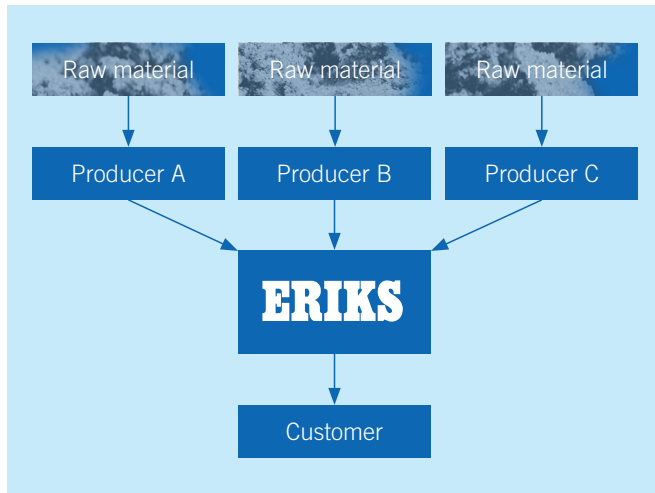 Raw material
Raw material
Raw material
Producer A
Producer B
Producer C
ERIKS
Customer